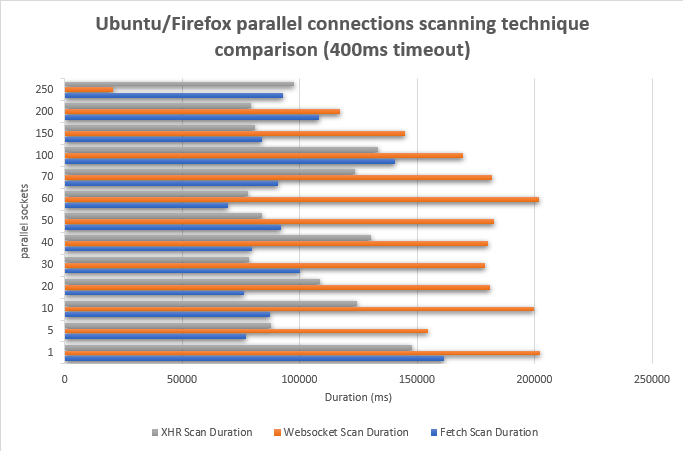 Ubuntu/Firefox parallel connections scanning technique
comparison (400ms timeout)
parallel sockets
250
200
150
100
70
60
50
40
30
20
10
5
1
0 50000 100000 150000 200000 250000
Duration (ms)
XHR Scan Duration Websocket Scan Duration Fetch Scan Duration